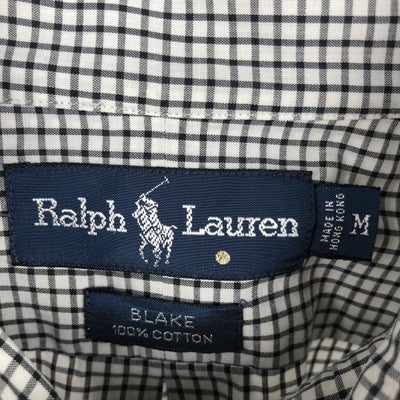 Ralph Lauren
MADE IN
HONG KONG
M
BLAKE
100% COTTON